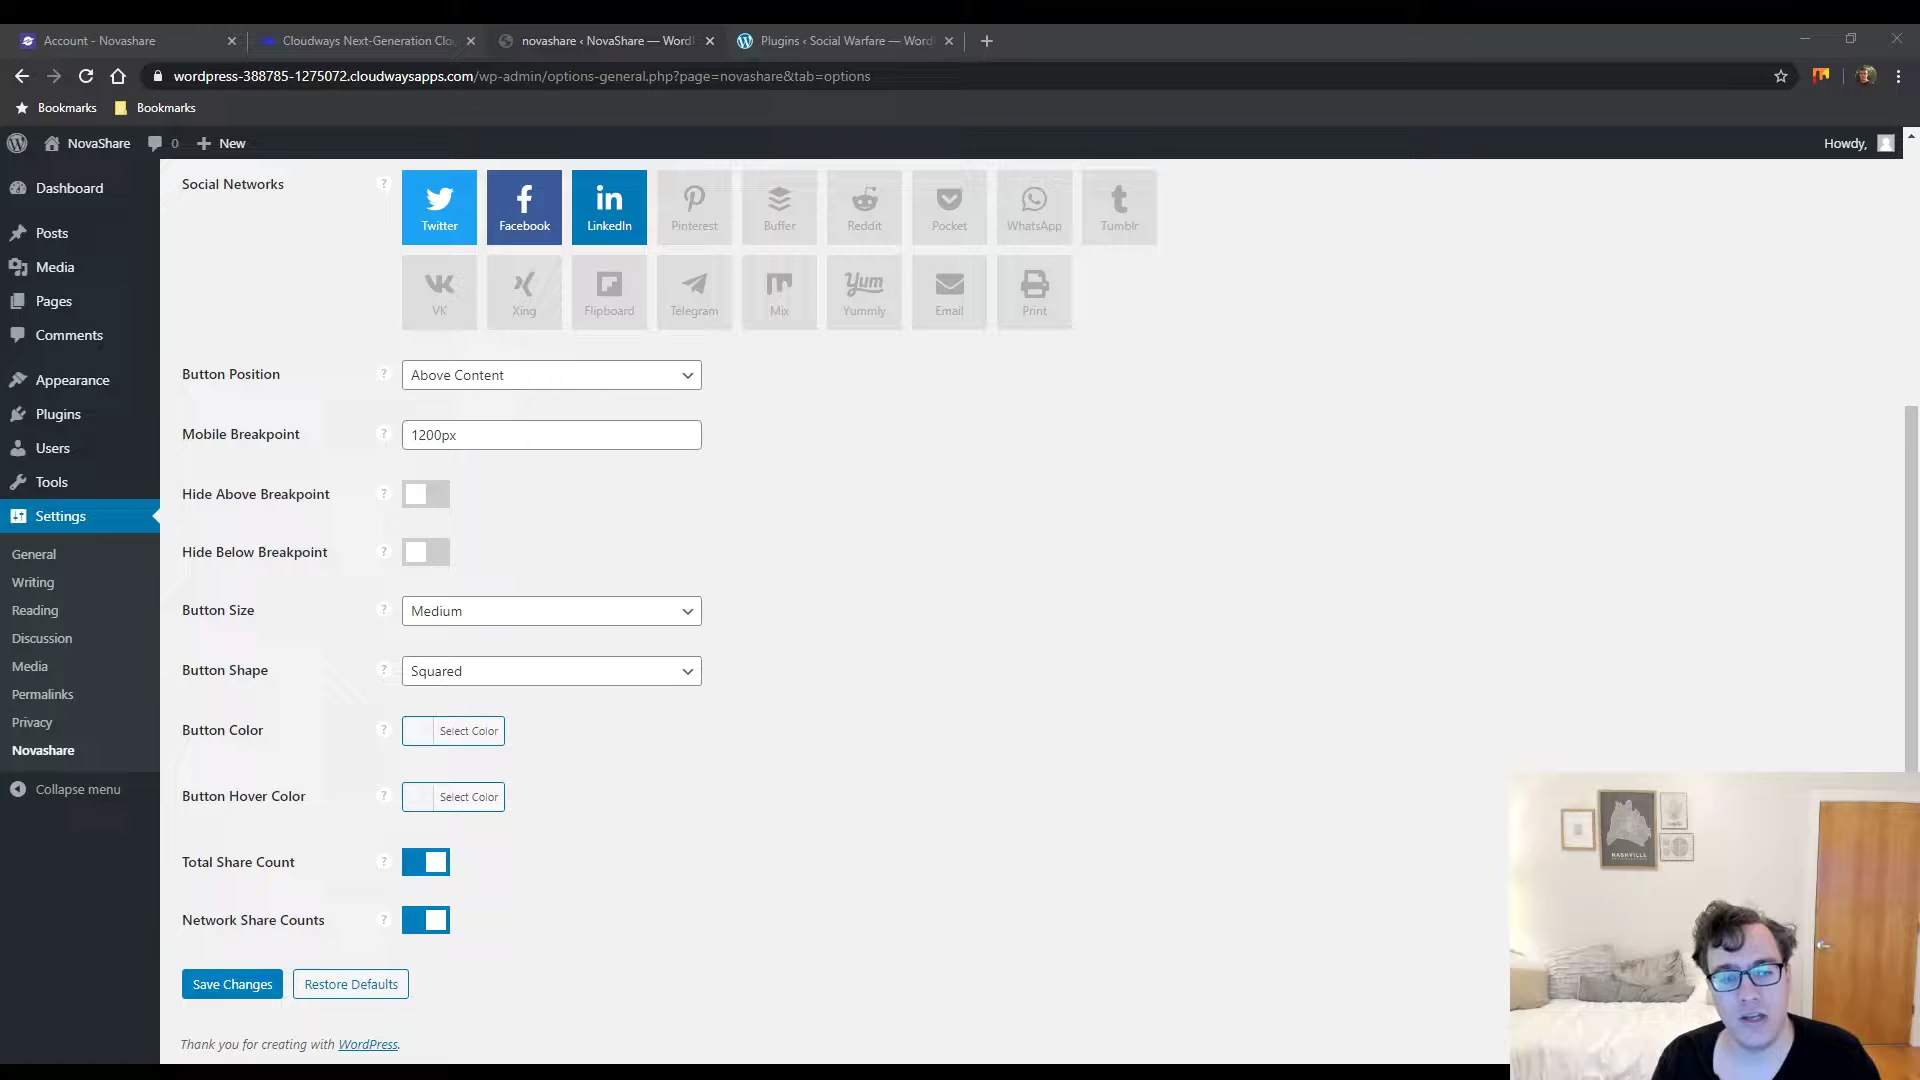 Account - Novashare
Cloudways Next-Generation Clo
novashare ‹ NovaShare — WordP
Plugins ‹ Social Warfare — Word
wordpress-388785-1275072.cloudwaysapps.com/wp-admin/options-general.php?page=novashare&tab=options
Bookmarks
Bookmarks
NovaShare
0
New
Howdy,
Dashboard
Posts
Media
Pages
Comments
Appearance
Plugins
Users
Tools
Settings
General
Writing
Reading
Discussion
Media
Permalinks
Privacy
Novashare
Collapse menu
Social Networks
?
Twitter
Facebook
LinkedIn
Pinterest
Buffer
Reddit
Pocket
WhatsApp
Tumblr
VK
Xing
Flipboard
Telegram
Mix
Yum
Yummly
Email
Print
Button Position
?
Above Content
Mobile Breakpoint
?
1200px
Hide Above Breakpoint
?
Hide Below Breakpoint
?
Button Size
?
Medium
Button Shape
?
Squared
Button Color
?
Select Color
Button Hover Color
?
Select Color
Total Share Count
?
Network Share Counts
?
Save Changes
Restore Defaults
Thank you for creating with WordPress.
NASHVILLE